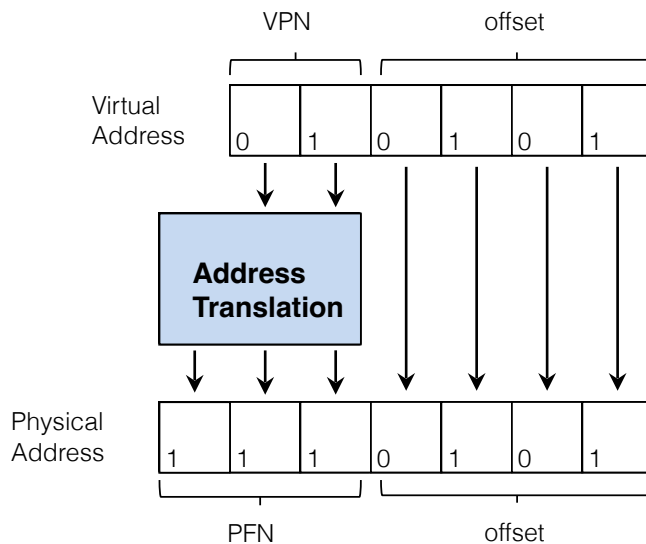 VPN offset
Virtual
Address
0 1 0 1 0 1
Address
Translation
Physical
Address
1 1 1 0 1 0 1
PFN offset